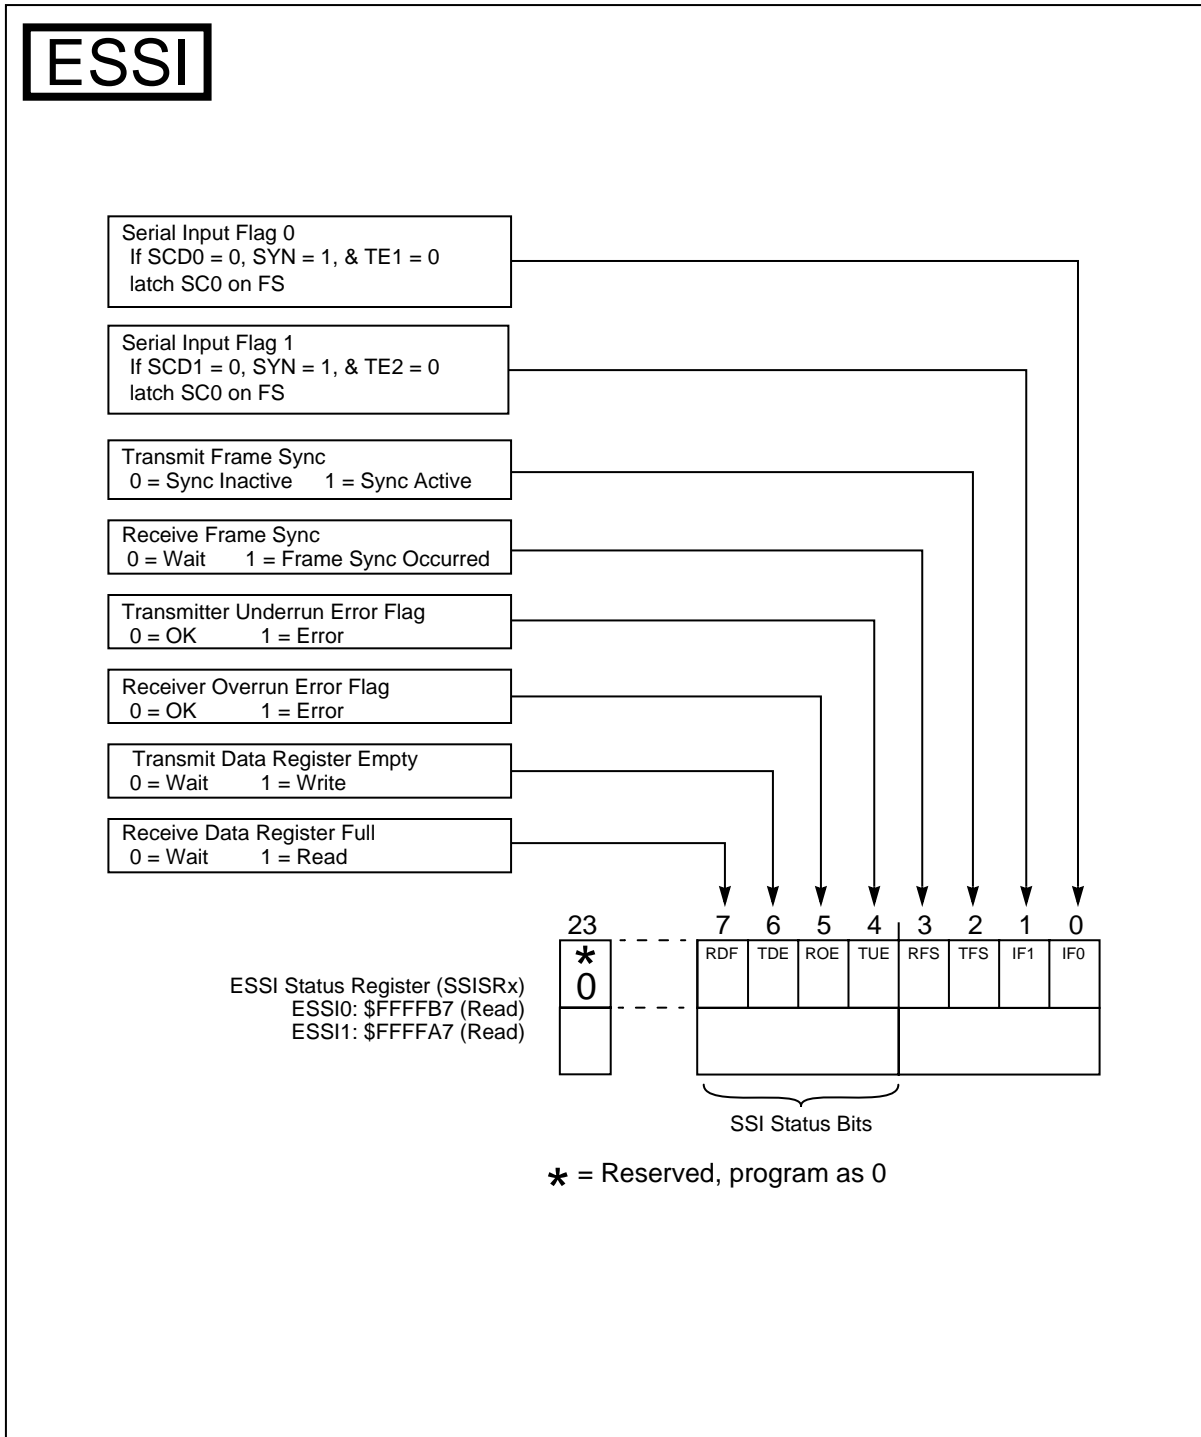 ESSI
Serial Input Flag 0
If SCD0 = 0, SYN = 1, & TE1 = 0
latch SC0 on FS
Serial Input Flag 1
If SCD1 = 0, SYN = 1, & TE2 = 0
latch SC0 on FS
Transmit Frame Sync
0 = Sync Inactive 1 = Sync Active
Receive Frame Sync
0 = Wait 1 = Frame Sync Occurred
Transmitter Underrun Error Flag
0 = OK 1 = Error
Receiver Overrun Error Flag
0 = OK 1 = Error
Transmit Data Register Empty
0 = Wait 1 = Write
Receive Data Register Full
0 = Wait 1 = Read
23 7 6 5 4 3 2 1 0
* RDF TDE ROE TUE RFS TFS IF1 IF0
0
ESSI Status Register (SSISRx)
ESSI0: $FFFFB7 (Read)
ESSI1: $FFFFA7 (Read)
SSI Status Bits
* = Reserved, program as 0